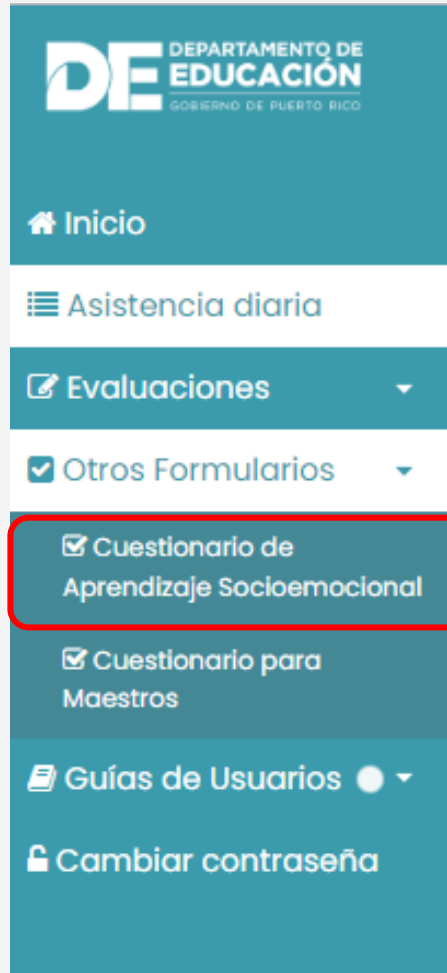 DE
DEPARTAMENTO DE
EDUCACIÓN
GOBIERNO DE PUERTO RICO
Inicio
Asistencia diaria
Evaluaciones
Otros Formularios
Cuestionario de
Aprendizaje Socioemocional
Cuestionario para
Maestros
Guías de Usuarios
Cambiar contraseña